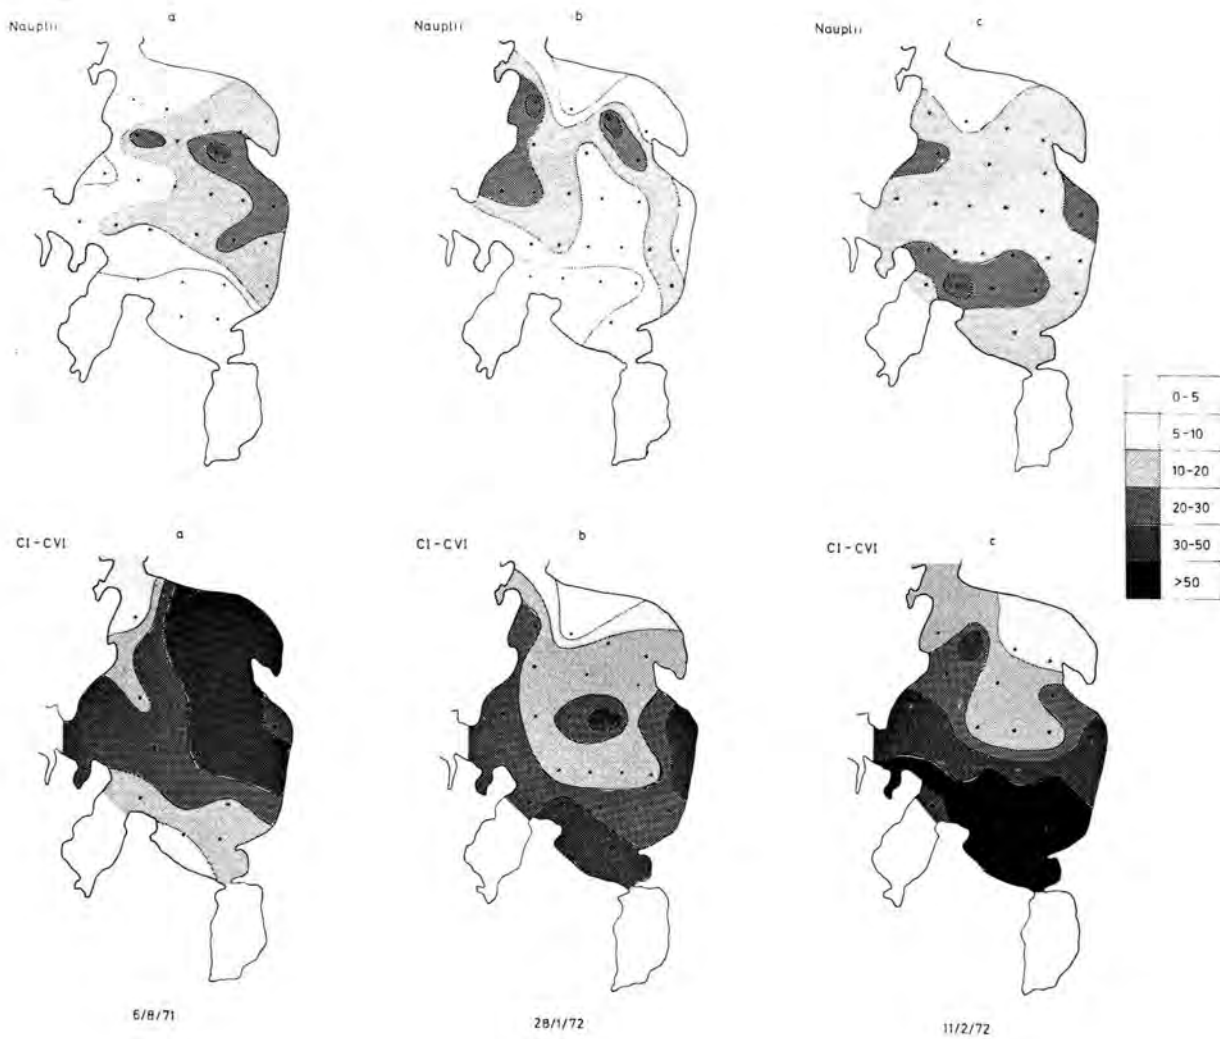 a
b
c
Nauplii
Nauplii
Nauplii
0-5
5-10
10-20
20-30
30-50
>50
a
b
c
CI-CVI
CI-CVI
CI-CVI
6/8/71
28/1/72
11/2/72